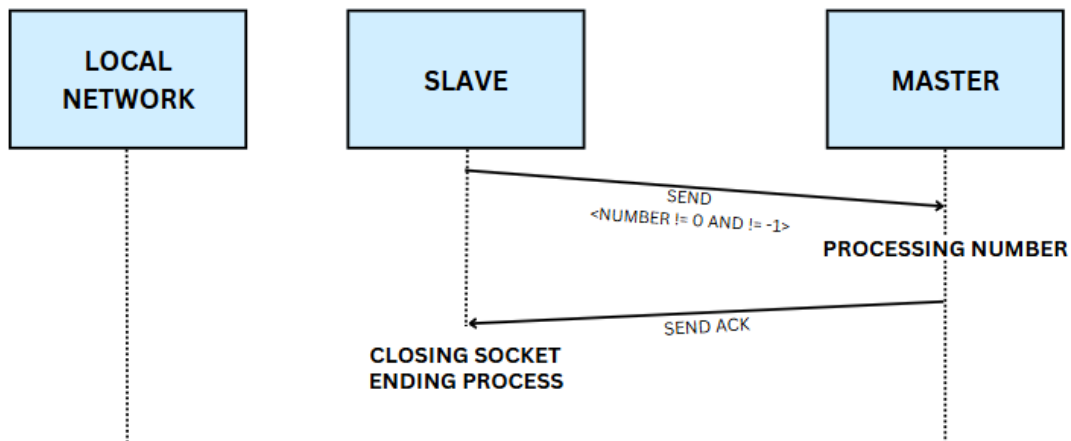 LOCAL
NETWORK
SLAVE
MASTER
SEND
<NUMBER != 0 AND != -1>
PROCESSING NUMBER
SEND ACK
CLOSING SOCKET
ENDING PROCESS